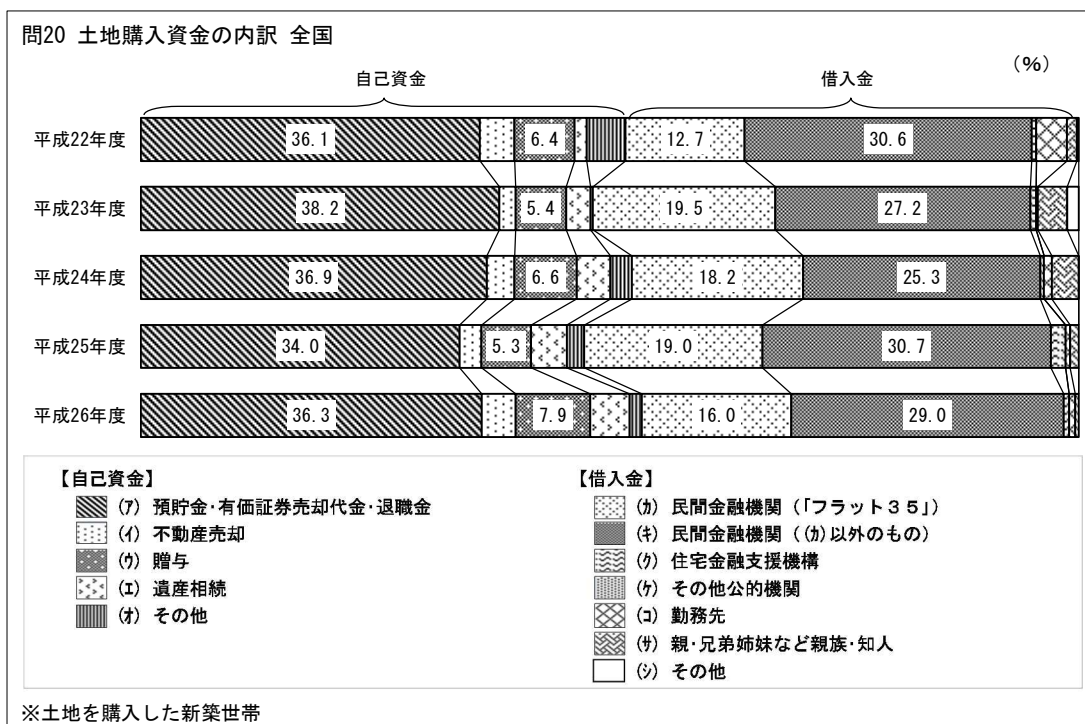 問20 土地購入資金の内訳 全国
(%)
自己資金 借入金
平成22年度 36.1 6.4 12.7 30.6
平成23年度 38.2 5.4 19.5 27.2
平成24年度 36.9 6.6 18.2 25.3
平成25年度 34.0 5.3 19.0 30.7
平成26年度 36.3 7.9 16.0 29.0
【自己資金】
(ア) 預貯金・有価証券売却代金・退職金
(イ) 不動産売却
(ウ) 贈与
(エ) 遺産相続
(オ) その他
【借入金】
(カ) 民間金融機関(「フラット35」)
(キ) 民間金融機関((カ)以外のもの)
(ク) 住宅金融支援機構
(ケ) その他公的機関
(コ) 勤務先
(サ) 親・兄弟姉妹など親族・知人
(シ) その他
※土地を購入した新築世帯